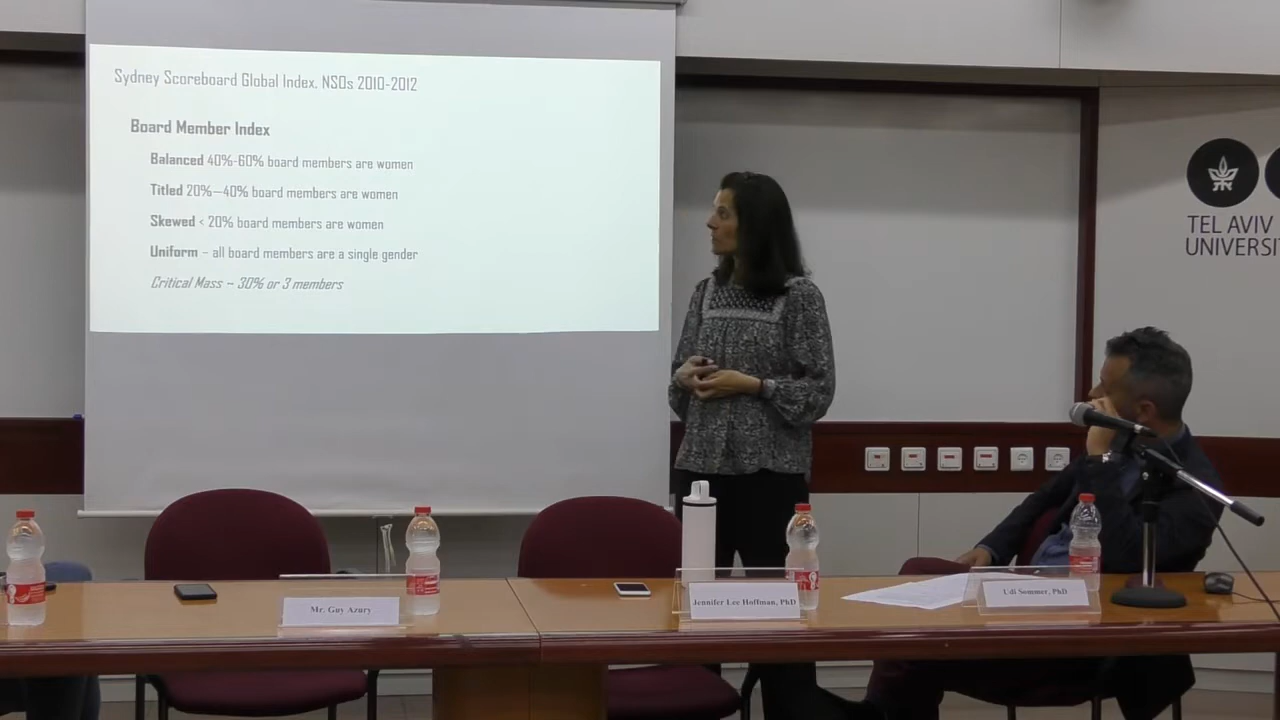 Sydney Scoreboard Global Index. NSOs 2010-2012
Board Member Index
Balanced 40%-60% board members are women
Titled 20%–40% board members are women
Skewed < 20% board members are women
Uniform – all board members are a single gender
Critical Mass – 30% or 3 members
TEL AVIV
UNIVERSI
Mr. Guy Azury
Jennifer Lee Hoffman, PhD
Udi Sommer, PhD